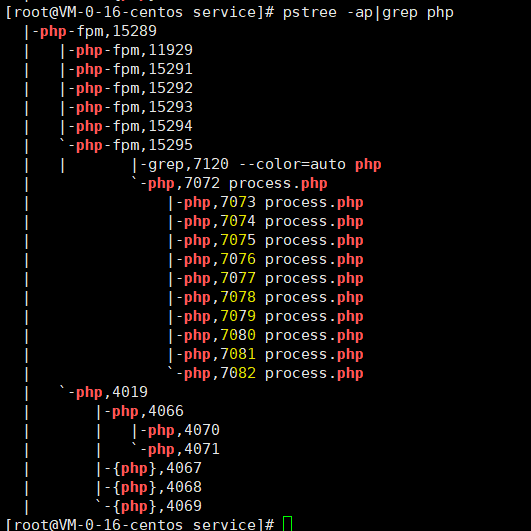 [root@VM-0-16-centos service]# pstree -ap|grep php
  |-php-fpm,15289
  |   |-php-fpm,11929
  |   |-php-fpm,15291
  |   |-php-fpm,15292
  |   |-php-fpm,15293
  |   |-php-fpm,15294
  |   `-php-fpm,15295
  |   |       |-grep,7120 --color=auto php
  |           `-php,7072 process.php
  |               |-php,7073 process.php
  |               |-php,7074 process.php
  |               |-php,7075 process.php
  |               |-php,7076 process.php
  |               |-php,7077 process.php
  |               |-php,7078 process.php
  |               |-php,7079 process.php
  |               |-php,7080 process.php
  |               |-php,7081 process.php
  |               `-php,7082 process.php
  |   `-php,4019
  |       |-php,4066
  |       |   |-php,4070
  |       |   `-php,4071
  |       |-{php},4067
  |       |-{php},4068
  |       `-{php},4069
[root@VM-0-16-centos service]#